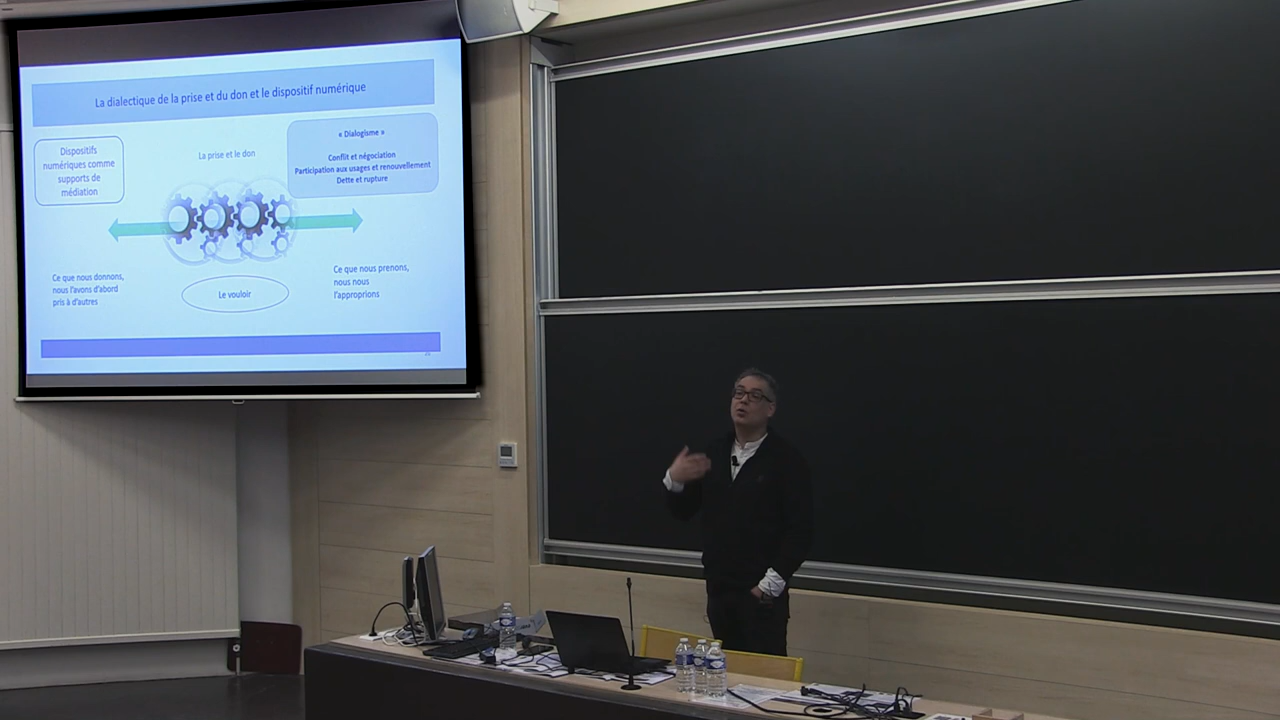 La dialectique de la prise et du don et le dispositif numérique
Dispositifs
numériques comme
supports de
médiation
La prise et le don
« Dialogisme »
Conflit et négociation
Participation aux usages et renouvellement
Dette et rupture
Ce que nous donnons,
nous l'avons d'abord
pris à d'autres
Le vouloir
Ce que nous prenons,
nous nous
l'approprions